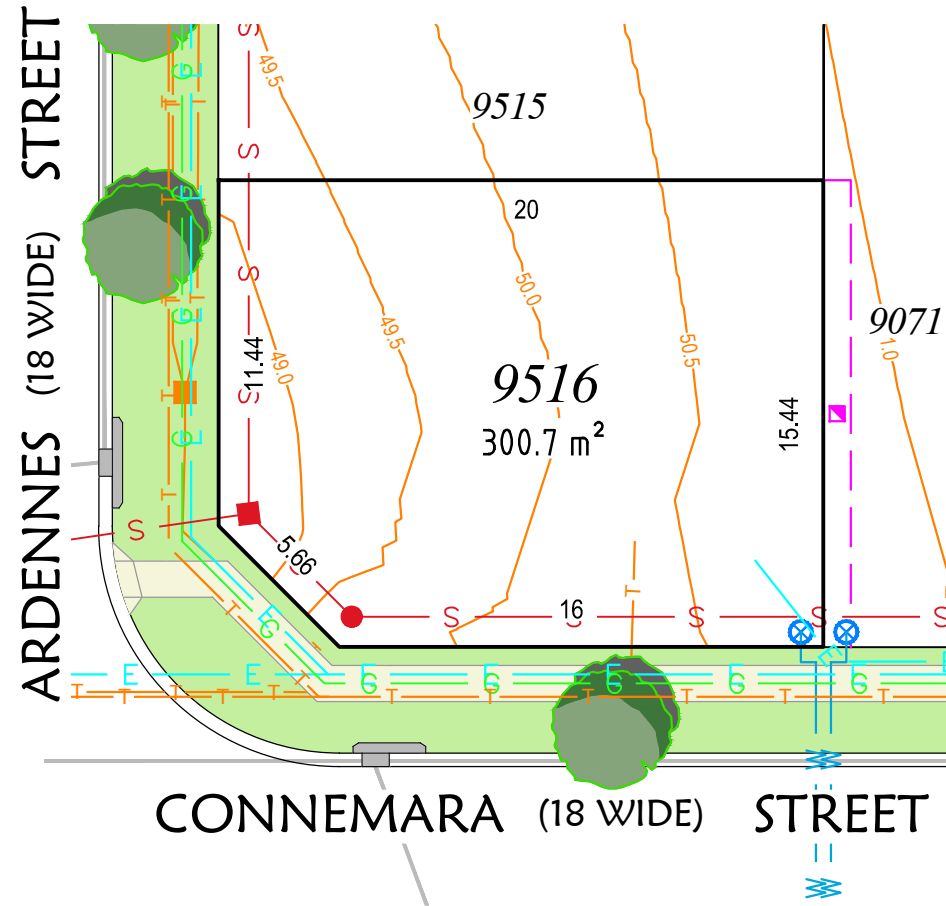 ARDENNES (18 WIDE) STREET
49.5
9515
20
50.0
49.5
50.5
9071
1.0
11.44
49.0
9516
300.7 m²
15.44
5.66
16
S
S
S
S
S
S
S
S
S
S
T
T
T
T
T
T
E
E
E
E
G
G
G
G
G
T
E
G
T
E
E
E
E
E
E
E
G
G
G
G
G
T
T
T
T
T
T
T
T
CONNEMARA (18 WIDE) STREET